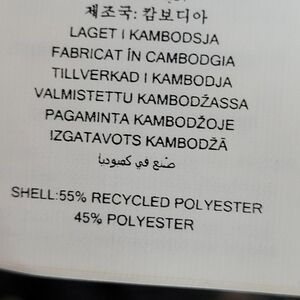 제조국: 캄보디아
LAGET I KAMBODSJA
FABRICAT ÎN CAMBODGIA
TILLVERKAD I KAMBODJA
VALMISTETTU KAMBODŽASSA
PAGAMINTA KAMBODŽOJE
IZGATAVOTS KAMBODŽĀ
صنع في كمبوديا
SHELL:55% RECYCLED POLYESTER
45% POLYESTER